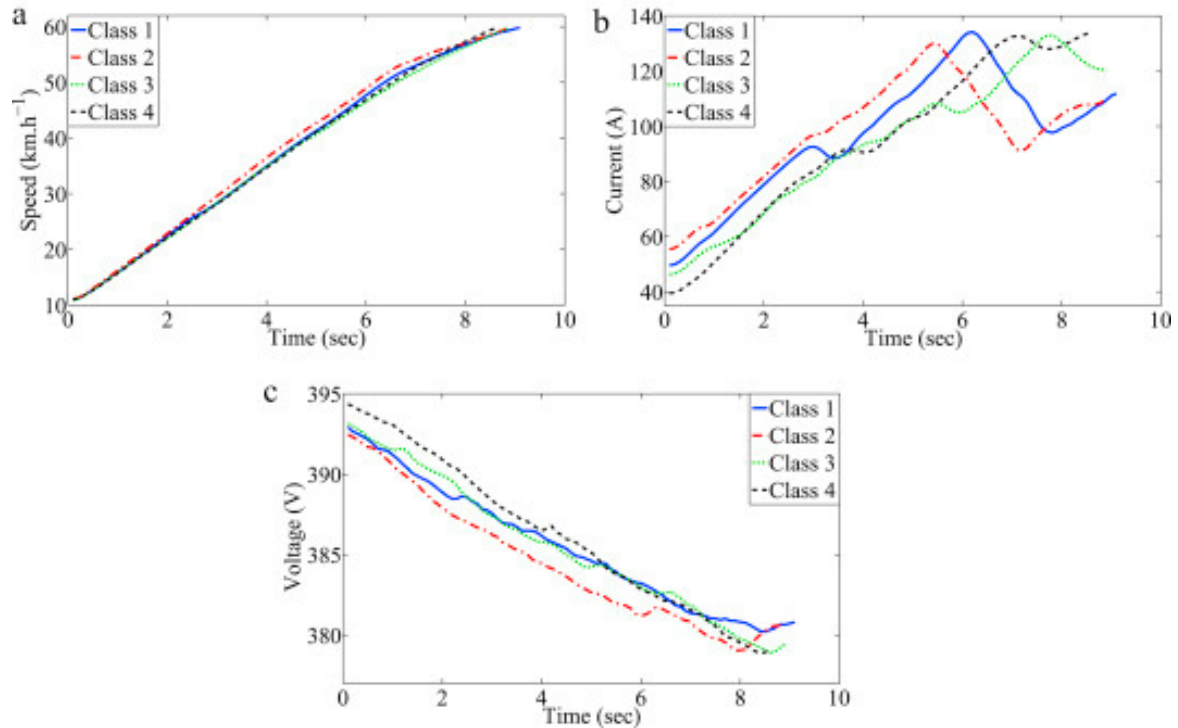 a
60
50
40
30
20
10
Speed (km.h⁻¹)
Class 1
Class 2
Class 3
Class 4
0 2 4 6 8 10
Time (sec)
b
140
120
100
80
60
40
Current (A)
Class 1
Class 2
Class 3
Class 4
0 2 4 6 8 10
Time (sec)
c
395
390
385
380
Voltage (V)
Class 1
Class 2
Class 3
Class 4
0 2 4 6 8 10
Time (sec)